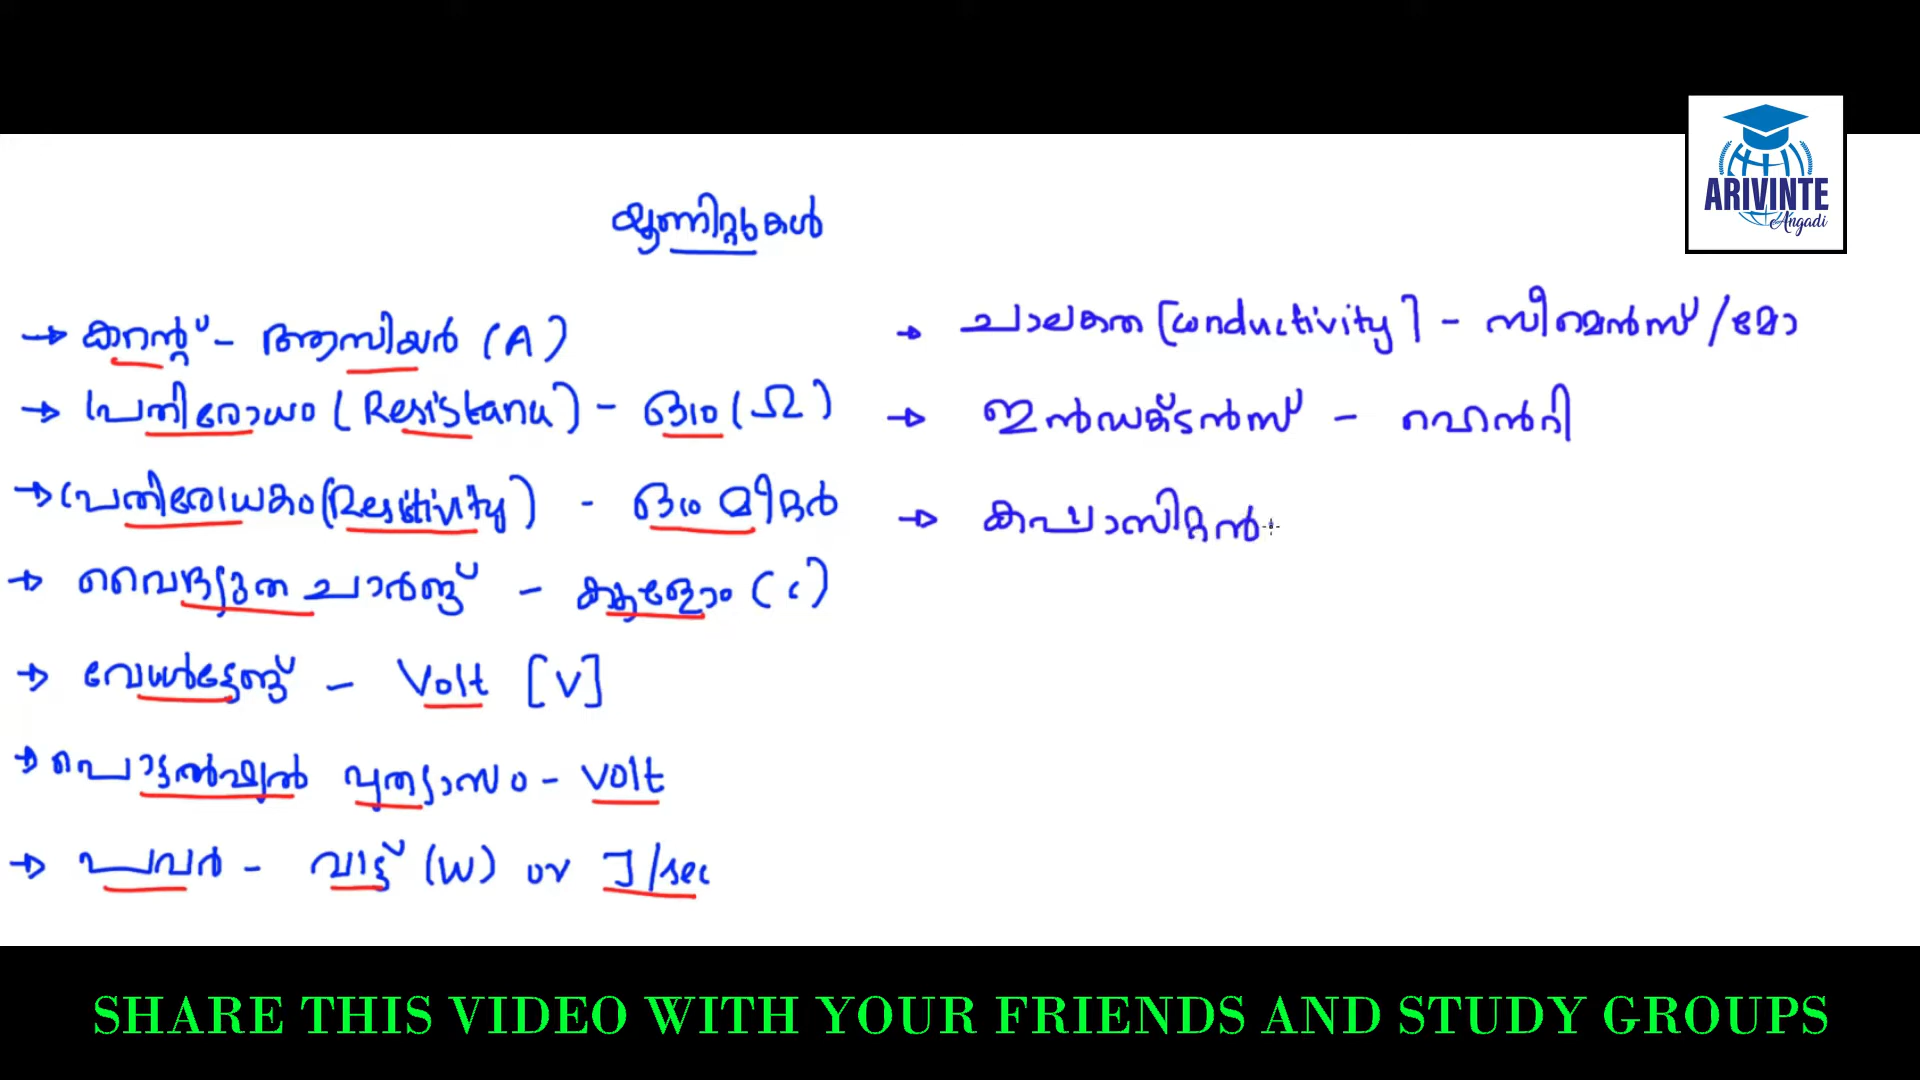 ARIVINTE
Angadi
യൂണിറ്റുകൾ
→ കറന്റ് - ആമ്പിയർ (A)
→ പ്രതിരോധം (Resistance) - ഓം (Ω)
→ പ്രതിരോധകം (Resistivity) - ഓം മീറ്റർ
→ വൈദ്യുത ചാർജ്ജ് - കൂളോം (C)
→ വോൾട്ടേജ് - Volt [V]
→ പൊട്ടൻഷ്യൽ വ്യത്യാസം - Volt
→ പവർ - വാട്ട് (W) or J/sec
→ ചാലകത [Conductivity] - സീമെൻസ് / മോ
→ ഇൻഡക്ടൻസ് - ഹെൻറി
→ കപ്പാസിറ്റൻ
SHARE THIS VIDEO WITH YOUR FRIENDS AND STUDY GROUPS